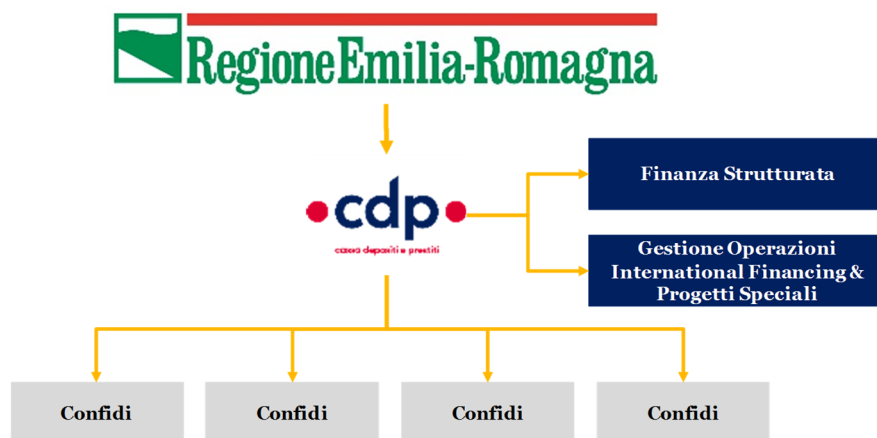 RegioneEmilia-Romagna
cdp
cassa depositi e prestiti
Finanza Strutturata
Gestione Operazioni
International Financing &
Progetti Speciali
Confidi
Confidi
Confidi
Confidi